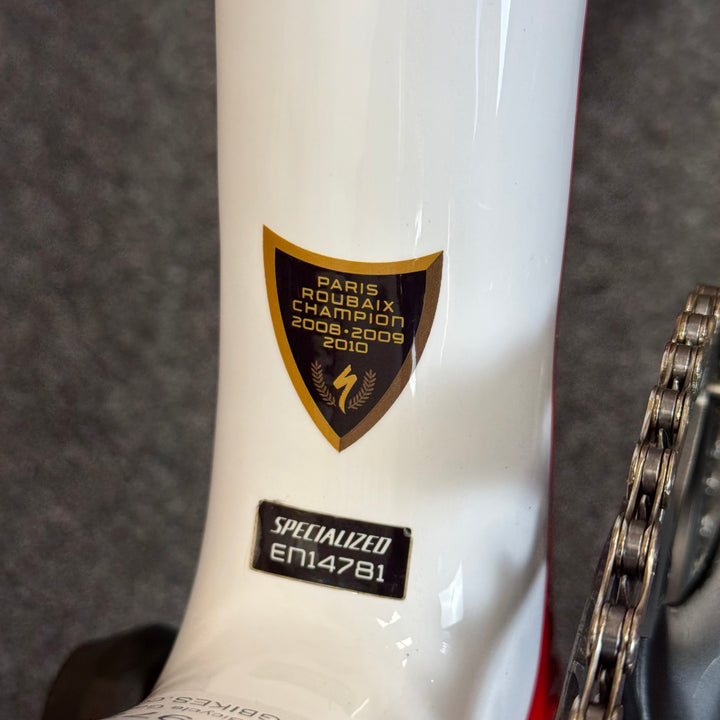 PARIS
ROUBAIX
CHAMPION
2008•2009
2010
SPECIALIZED
EN14781